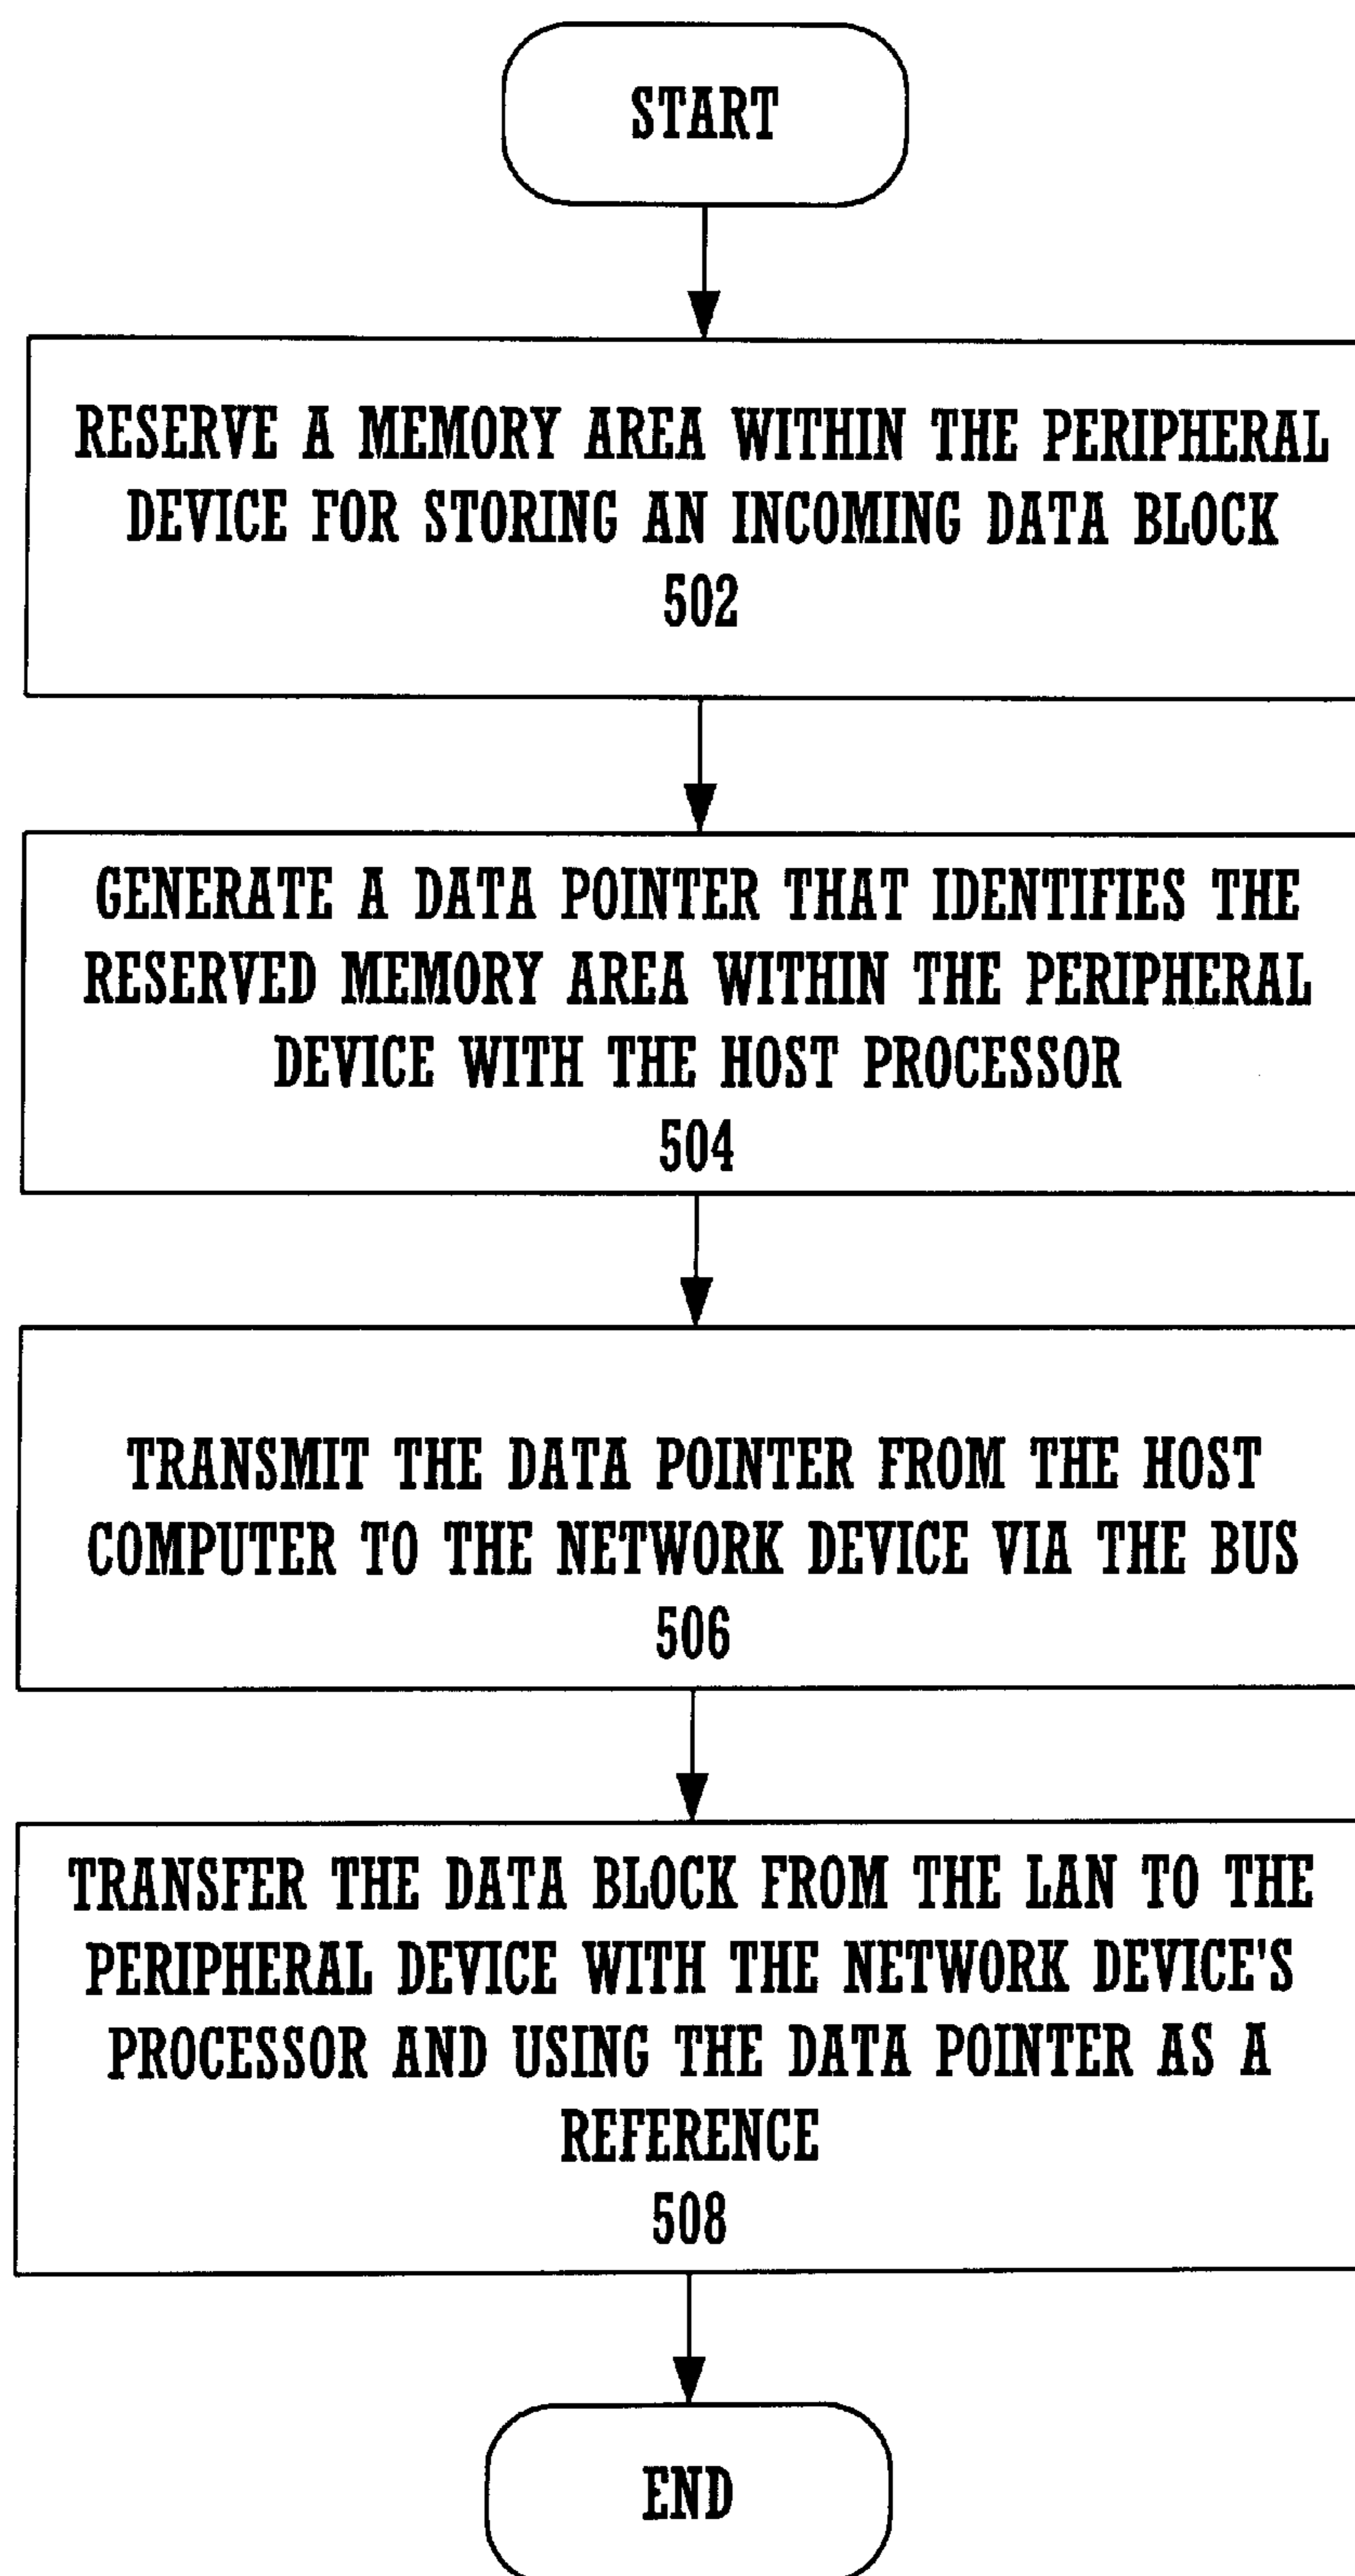 START
RESERVE A MEMORY AREA WITHIN THE PERIPHERAL
DEVICE FOR STORING AN INCOMING DATA BLOCK
502
GENERATE A DATA POINTER THAT IDENTIFIES THE
RESERVED MEMORY AREA WITHIN THE PERIPHERAL
DEVICE WITH THE HOST PROCESSOR
504
TRANSMIT THE DATA POINTER FROM THE HOST
COMPUTER TO THE NETWORK DEVICE VIA THE BUS
506
TRANSFER THE DATA BLOCK FROM THE LAN TO THE
PERIPHERAL DEVICE WITH THE NETWORK DEVICE'S
PROCESSOR AND USING THE DATA POINTER AS A
REFERENCE
508
END